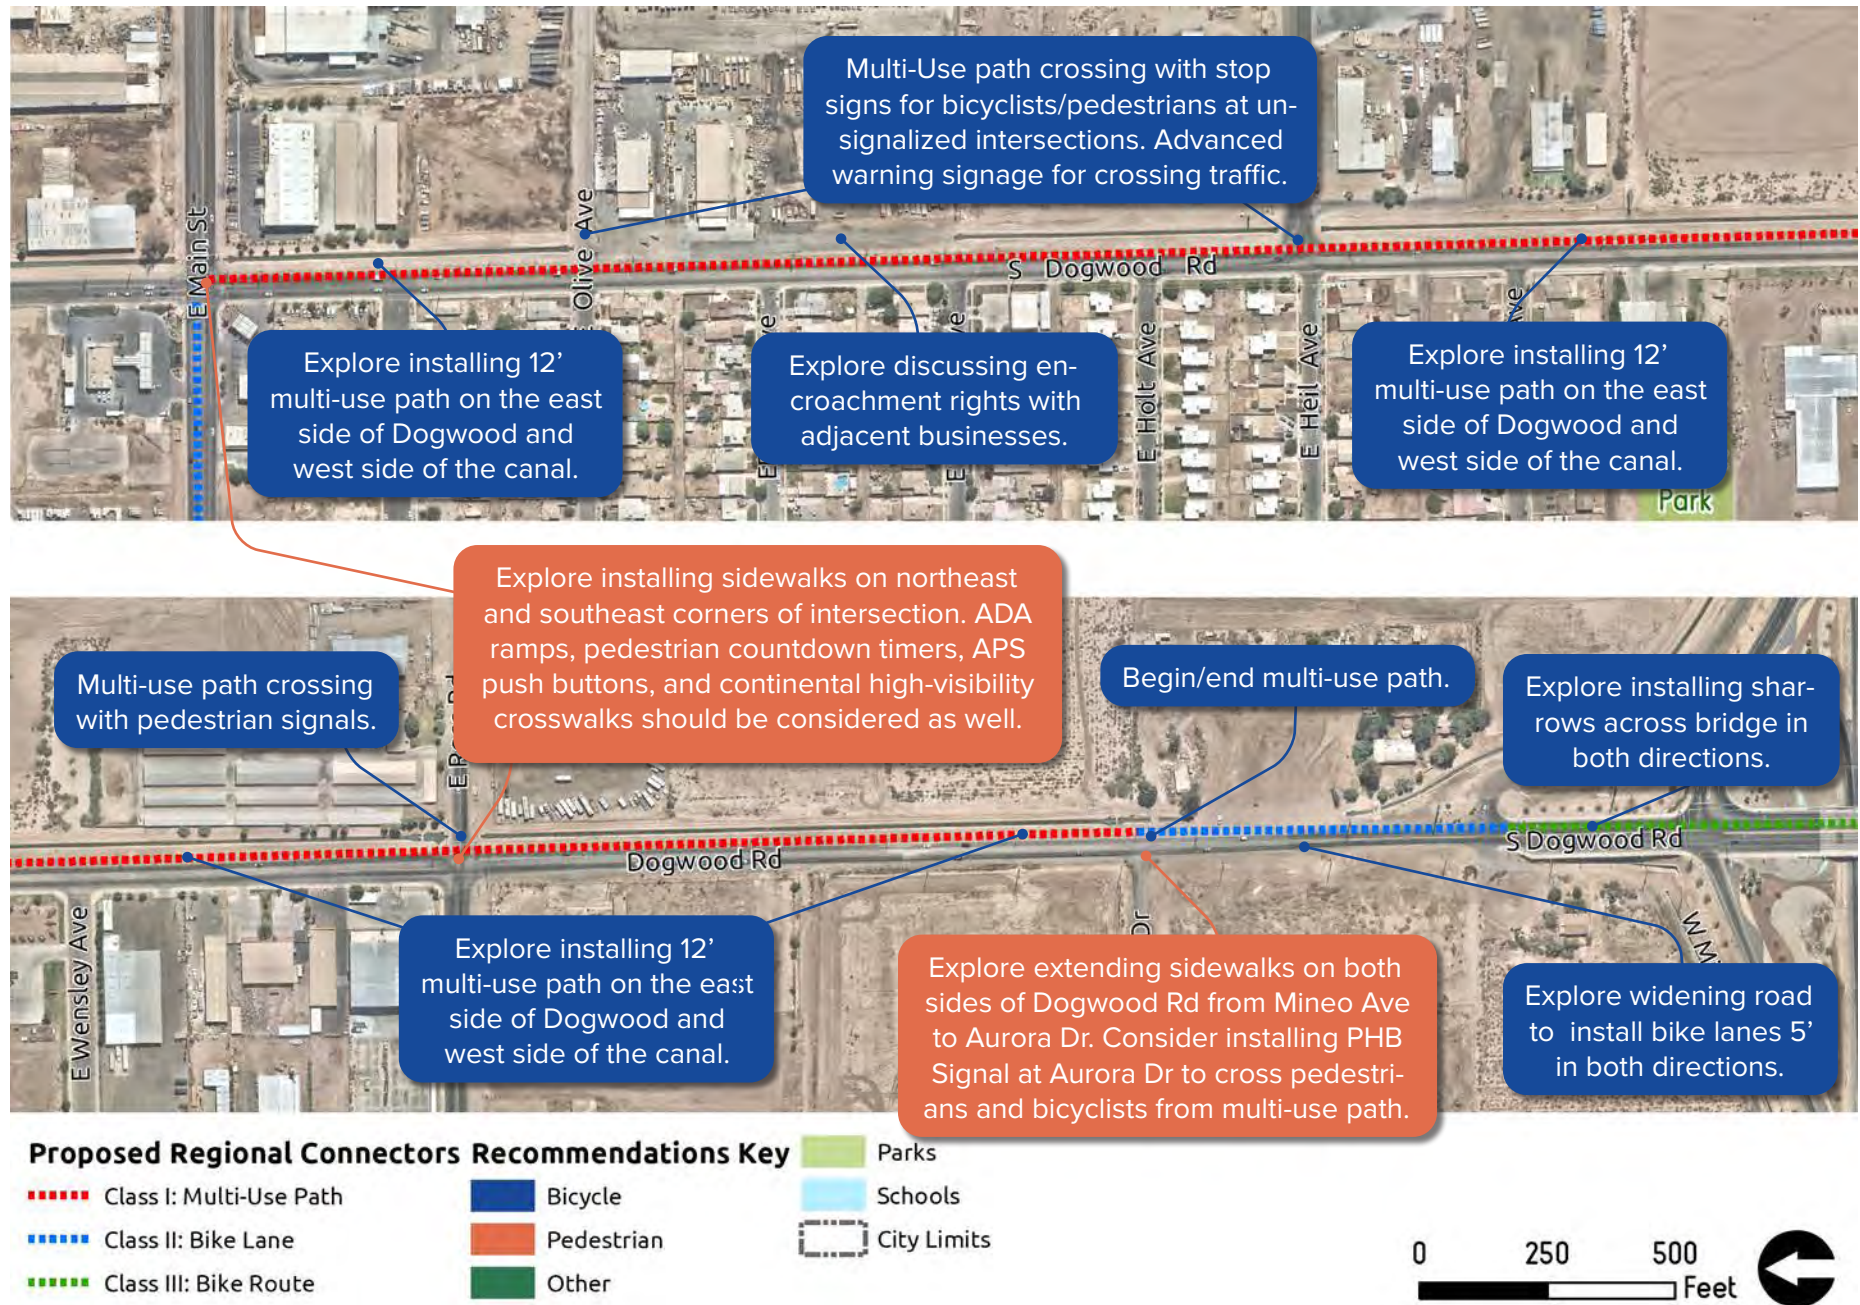 Multi-Use path crossing with stop
signs for bicyclists/pedestrians at un-
signalized intersections. Advanced
warning signage for crossing traffic.
E Main St
Olive Ave
S Dogwood Rd
Explore installing 12’
multi-use path on the east
side of Dogwood and
west side of the canal.
Explore discussing en-
croachment rights with
adjacent businesses.
E Holt Ave
E Heil Ave
Ave
Explore installing 12’
multi-use path on the east
side of Dogwood and
west side of the canal.
Park
Explore installing sidewalks on northeast
and southeast corners of intersection. ADA
ramps, pedestrian countdown timers, APS
push buttons, and continental high-visibility
crosswalks should be considered as well.
Multi-use path crossing
with pedestrian signals.
Begin/end multi-use path.
Explore installing shar-
rows across bridge in
both directions.
Dogwood Rd
S Dogwood Rd
E Wensley Ave
Explore installing 12’
multi-use path on the east
side of Dogwood and
west side of the canal.
Dr
Explore extending sidewalks on both
sides of Dogwood Rd from Mineo Ave
to Aurora Dr. Consider installing PHB
Signal at Aurora Dr to cross pedestri-
ans and bicyclists from multi-use path.
Explore widening road
to install bike lanes 5’
in both directions.
Proposed Regional Connectors
Class I: Multi-Use Path
Class II: Bike Lane
Class III: Bike Route
Recommendations Key
Bicycle
Pedestrian
Other
Parks
Schools
City Limits
0 250 500
Feet